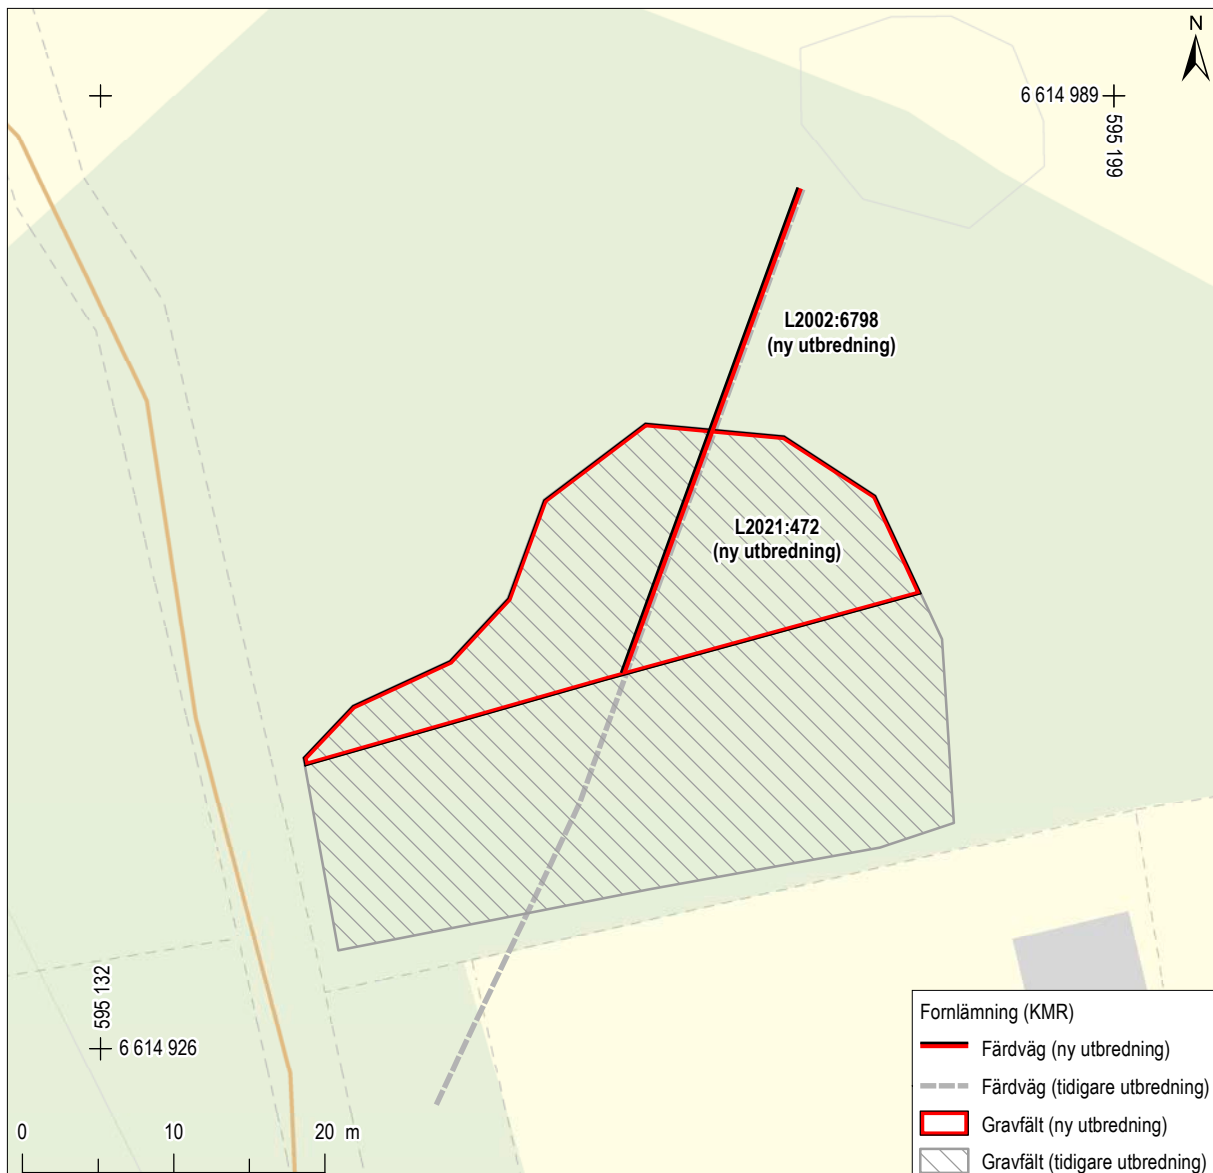 N
6 614 989
595 199
L2002:6798
(ny utbredning)
L2021:472
(ny utbredning)
595 132
6 614 926
0 10 20 m
Fornlämning (KMR)
Färdväg (ny utbredning)
Färdväg (tidigare utbredning)
Gravfält (ny utbredning)
Gravfält (tidigare utbredning)